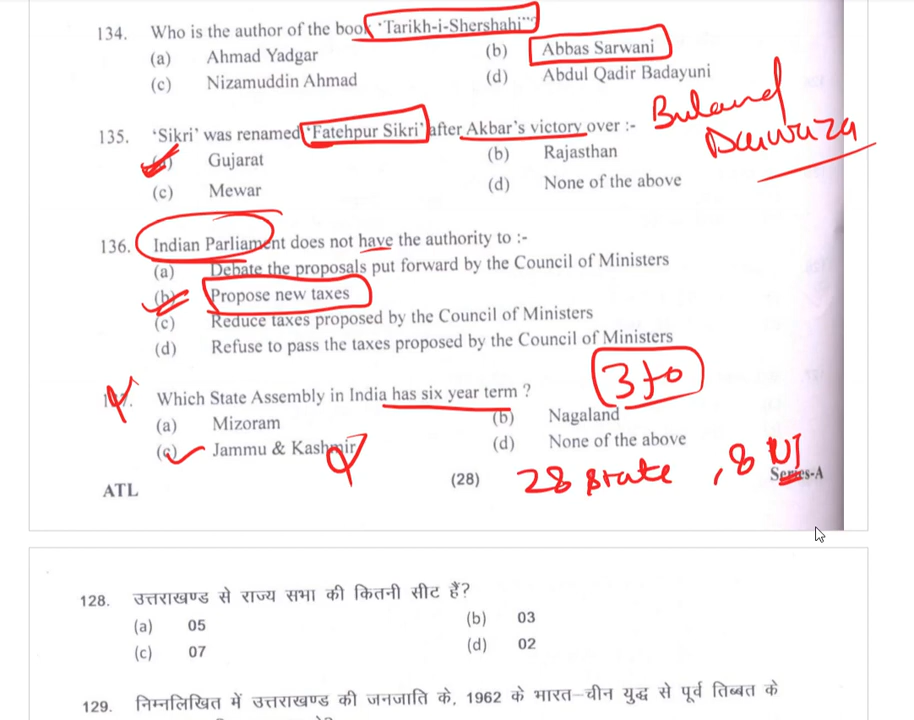 134. Who is the author of the book 'Tarikh-i-Shershahi'?
(a) Ahmad Yadgar (b) Abbas Sarwani
(c) Nizamuddin Ahmad (d) Abdul Qadir Badayuni
135. 'Sikri' was renamed 'Fatehpur Sikri' after Akbar's victory over :- Buland
Darwaza
Gujarat (b) Rajasthan
(c) Mewar (d) None of the above
136. Indian Parliament does not have the authority to :-
(a) Debate the proposals put forward by the Council of Ministers
(b) Propose new taxes
(c) Reduce taxes proposed by the Council of Ministers
(d) Refuse to pass the taxes proposed by the Council of Ministers
Which State Assembly in India has six year term ?
(a) Mizoram (b) Nagaland
(c) Jammu & Kashmir (d) None of the above
28 state , 8 UT
ATL (28) Series-A
128. उत्तराखण्ड से राज्य सभा की कितनी सीट हैं?
(a) 05 (b) 03
(c) 07 (d) 02
129. निम्नलिखित में उत्तराखण्ड की जनजाति के, 1962 के भारत–चीन युद्ध से पूर्व तिब्बत के